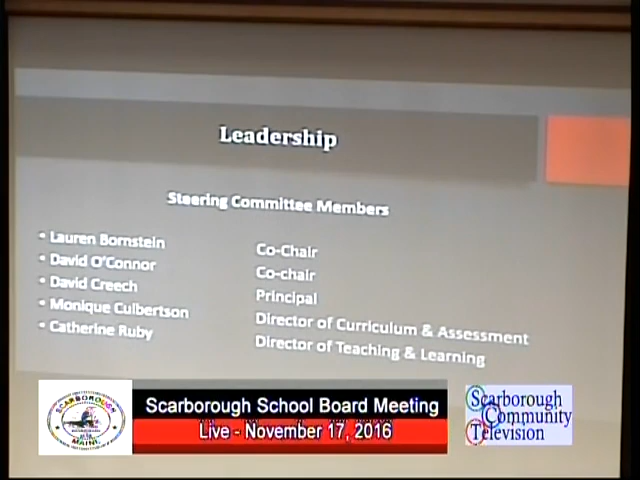 Leadership
Steering Committee Members
• Lauren Bornstein Co-Chair
• David O'Connor Co-chair
• David Creech Principal
• Monique Culbertson Director of Curriculum & Assessment
• Catherine Ruby Director of Teaching & Learning
SCARBOROUGH
MAINE
Scarborough School Board Meeting
Live - November 17, 2016
Scarborough
Community
Television